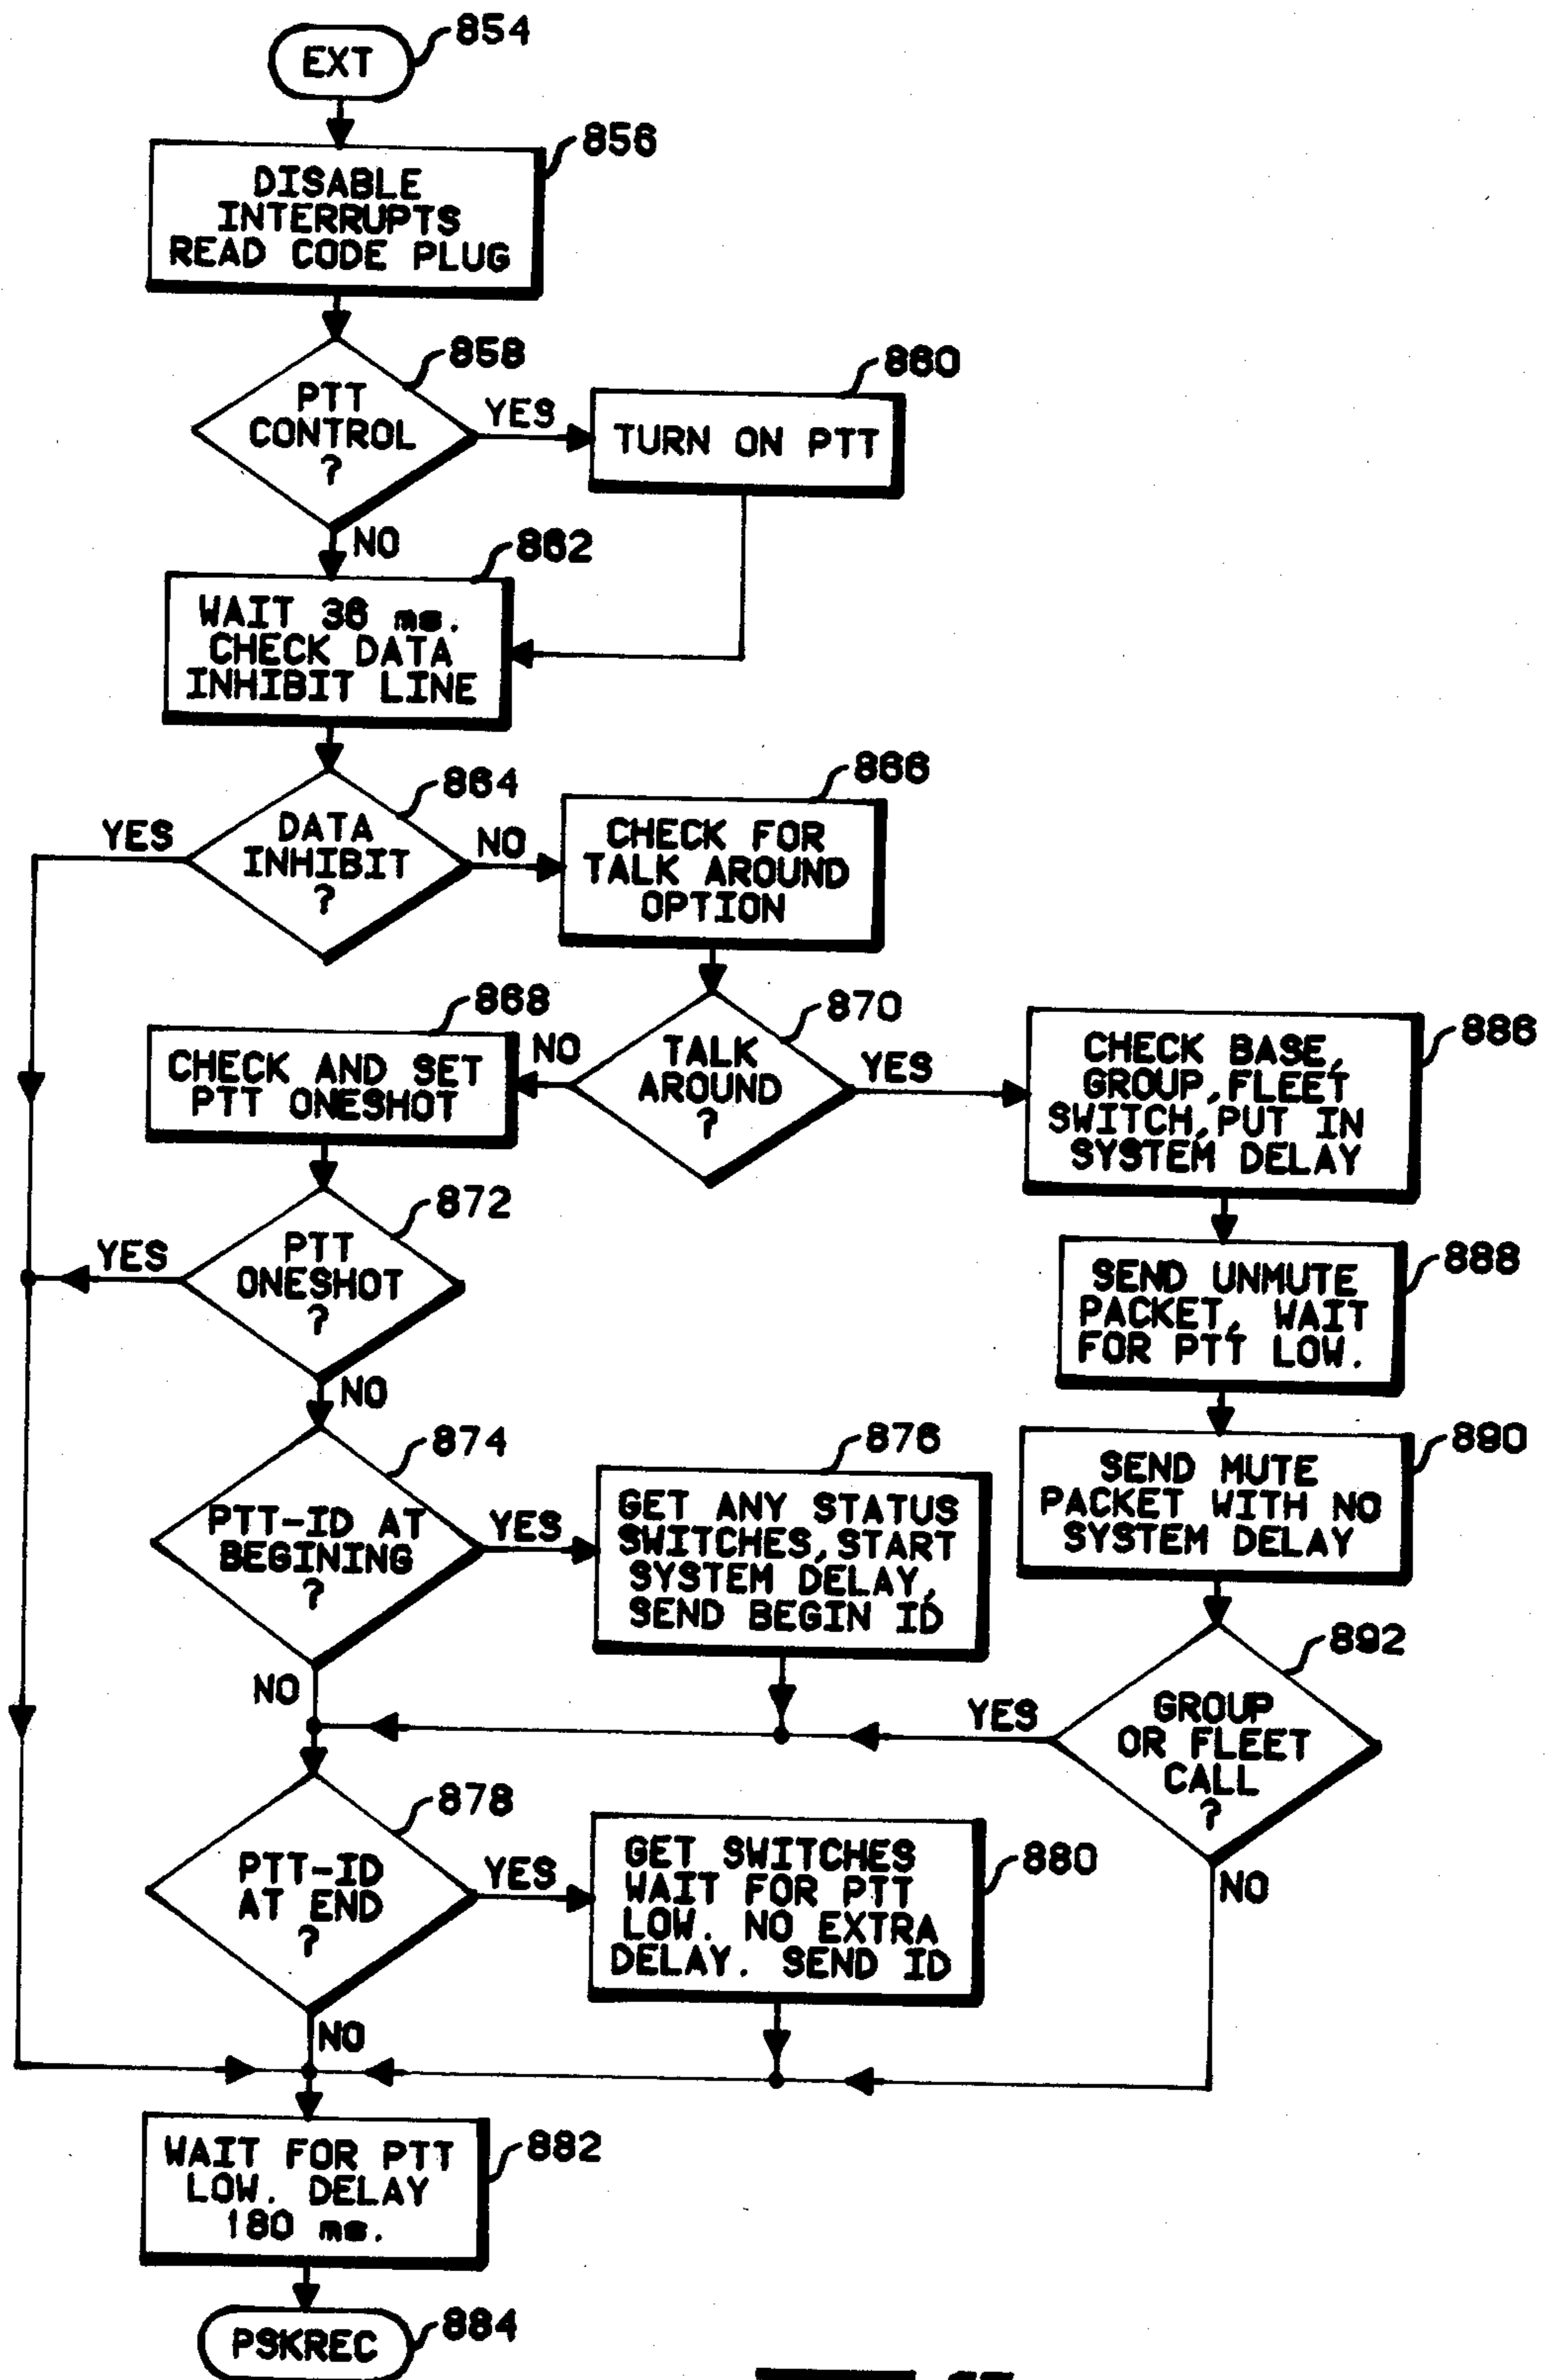 EXT
854
856
DISABLE
INTERRUPTS
READ CODE PLUG
858
PTT
CONTROL
?
YES
860
TURN ON PTT
NO
862
WAIT 36 ms.
CHECK DATA
INHIBIT LINE
864
DATA
INHIBIT
?
YES
NO
866
CHECK FOR
TALK AROUND
OPTION
868
CHECK AND SET
PTT ONESHOT
NO
870
TALK
AROUND
?
YES
886
CHECK BASE,
GROUP, FLEET
SWITCH, PUT IN
SYSTEM DELAY
872
PTT
ONESHOT
?
YES
NO
888
SEND UNMUTE
PACKET, WAIT
FOR PTT LOW.
874
PTT-ID AT
BEGINING
?
YES
NO
876
GET ANY STATUS
SWITCHES, START
SYSTEM DELAY,
SEND BEGIN ID
890
SEND MUTE
PACKET WITH NO
SYSTEM DELAY
892
GROUP
OR FLEET
CALL
?
YES
NO
878
PTT-ID
AT END
?
YES
NO
880
GET SWITCHES
WAIT FOR PTT
LOW. NO EXTRA
DELAY. SEND ID
882
WAIT FOR PTT
LOW. DELAY
180 ms.
PSKREC
884